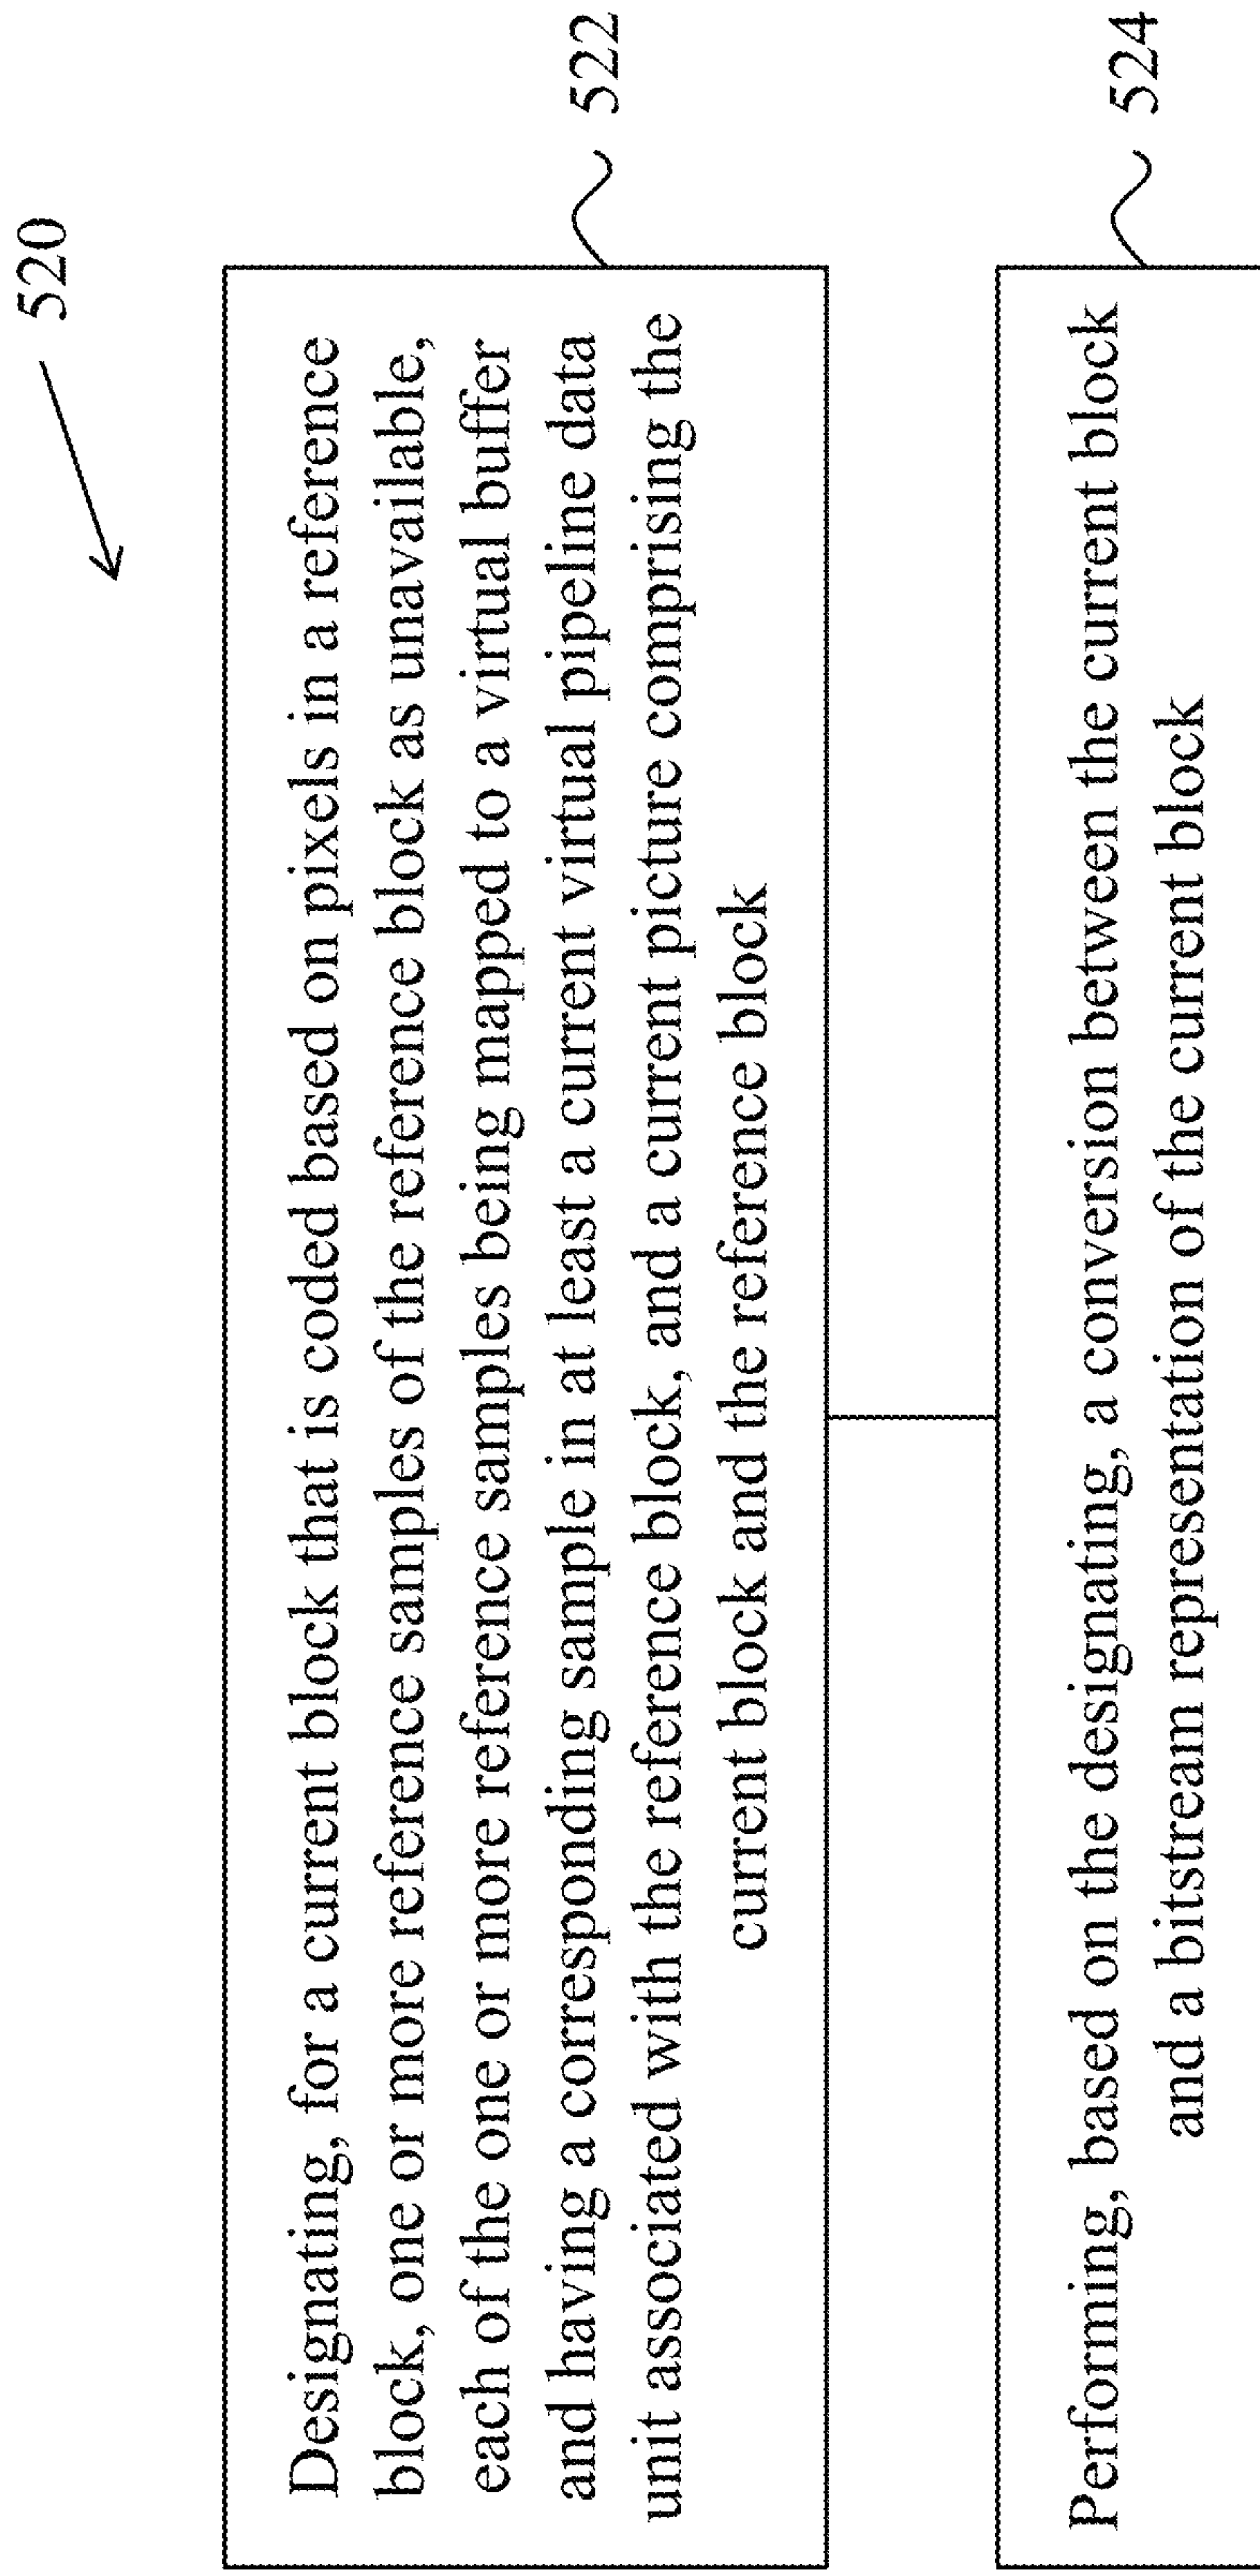 520
Designating, for a current block that is coded based on pixels in a reference
block, one or more reference samples of the reference block as unavailable,
each of the one or more reference samples being mapped to a virtual buffer
and having a corresponding sample in at least a current virtual pipeline data
unit associated with the reference block, and a current picture comprising the
current block and the reference block
522
Performing, based on the designating, a conversion between the current block
and a bitstream representation of the current block
524